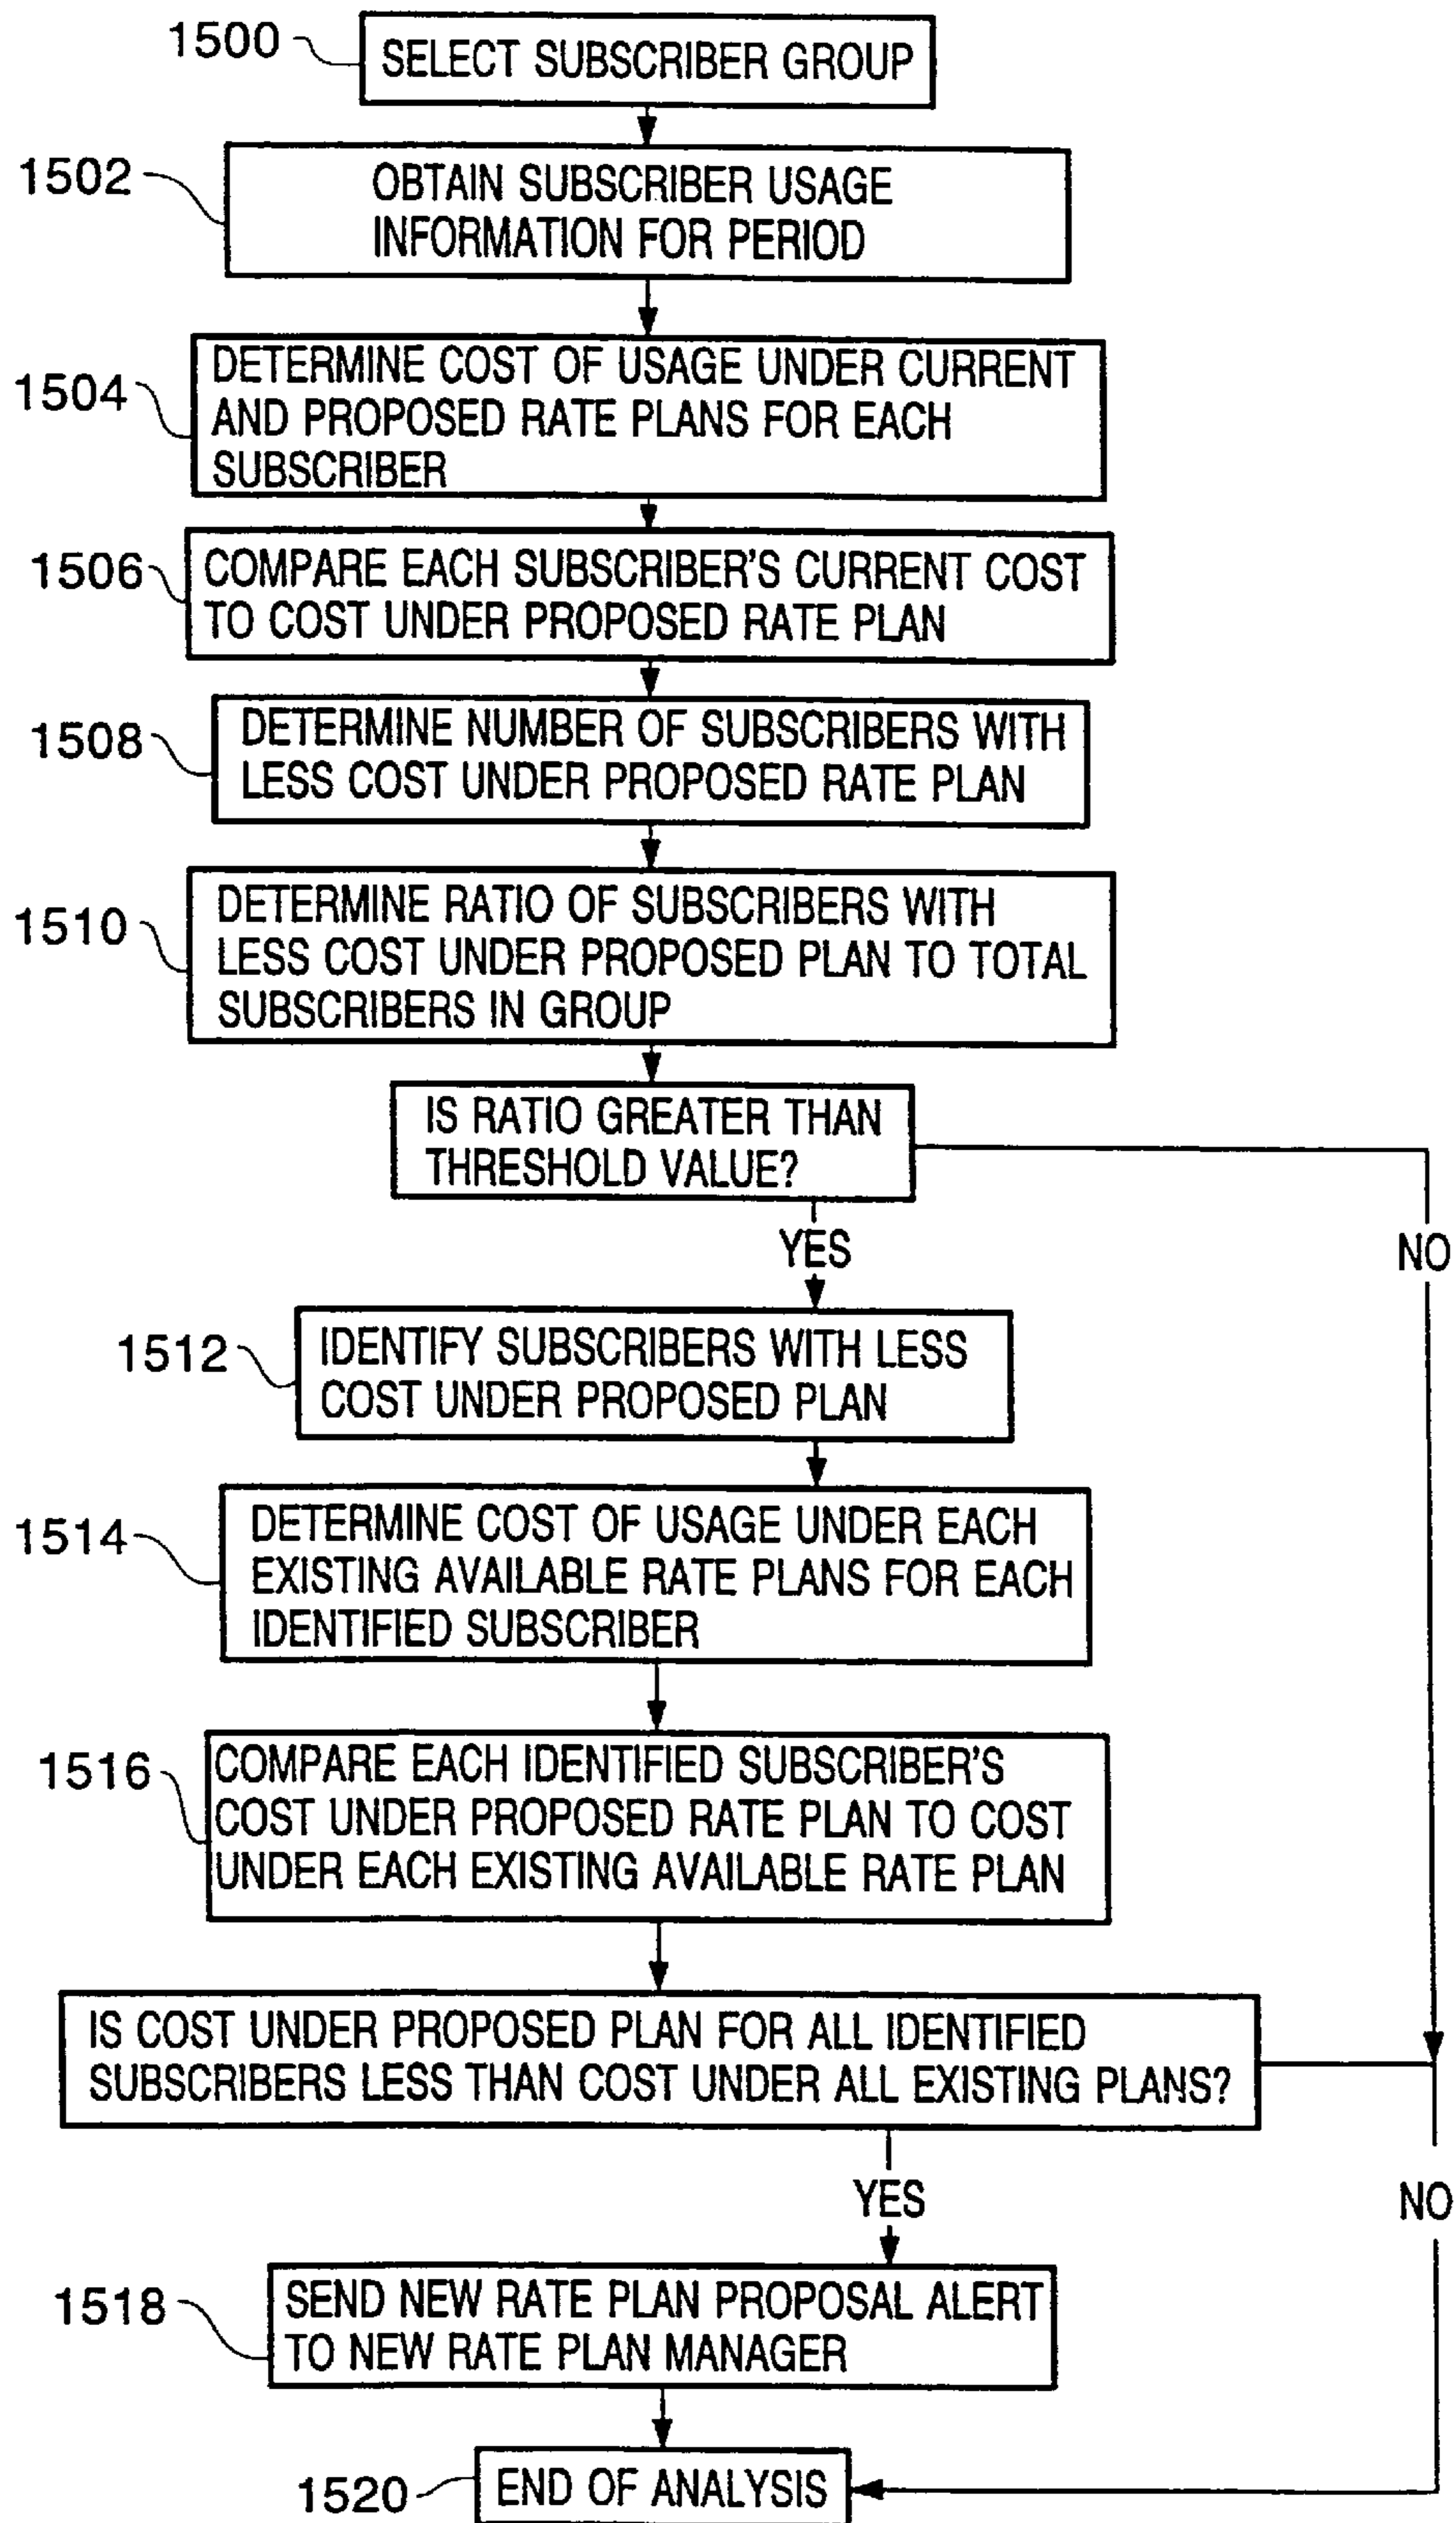 1500
SELECT SUBSCRIBER GROUP
1502
OBTAIN SUBSCRIBER USAGE
INFORMATION FOR PERIOD
1504
DETERMINE COST OF USAGE UNDER CURRENT
AND PROPOSED RATE PLANS FOR EACH
SUBSCRIBER
1506
COMPARE EACH SUBSCRIBER'S CURRENT COST
TO COST UNDER PROPOSED RATE PLAN
1508
DETERMINE NUMBER OF SUBSCRIBERS WITH
LESS COST UNDER PROPOSED RATE PLAN
1510
DETERMINE RATIO OF SUBSCRIBERS WITH
LESS COST UNDER PROPOSED PLAN TO TOTAL
SUBSCRIBERS IN GROUP
IS RATIO GREATER THAN
THRESHOLD VALUE?
YES
NO
1512
IDENTIFY SUBSCRIBERS WITH LESS
COST UNDER PROPOSED PLAN
1514
DETERMINE COST OF USAGE UNDER EACH
EXISTING AVAILABLE RATE PLANS FOR EACH
IDENTIFIED SUBSCRIBER
1516
COMPARE EACH IDENTIFIED SUBSCRIBER'S
COST UNDER PROPOSED RATE PLAN TO COST
UNDER EACH EXISTING AVAILABLE RATE PLAN
IS COST UNDER PROPOSED PLAN FOR ALL IDENTIFIED
SUBSCRIBERS LESS THAN COST UNDER ALL EXISTING PLANS?
YES
NO
1518
SEND NEW RATE PLAN PROPOSAL ALERT
TO NEW RATE PLAN MANAGER
1520
END OF ANALYSIS